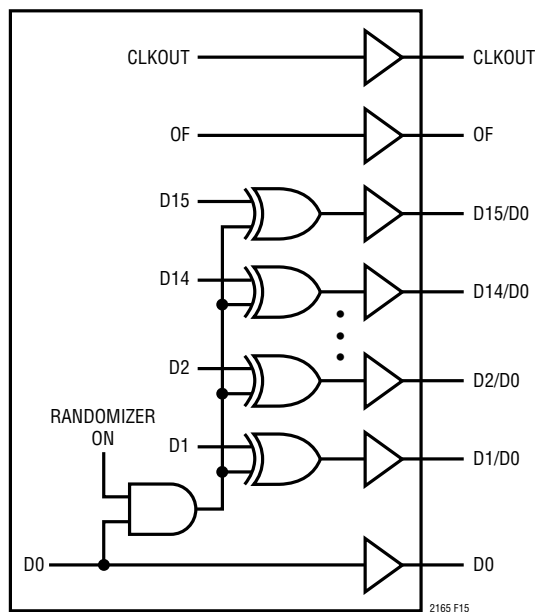 CLKOUT
CLKOUT
OF
OF
D15
D15/D0
D14
D14/D0
D2
D2/D0
RANDOMIZER
ON
D1
D1/D0
D0
D0
2165 F15